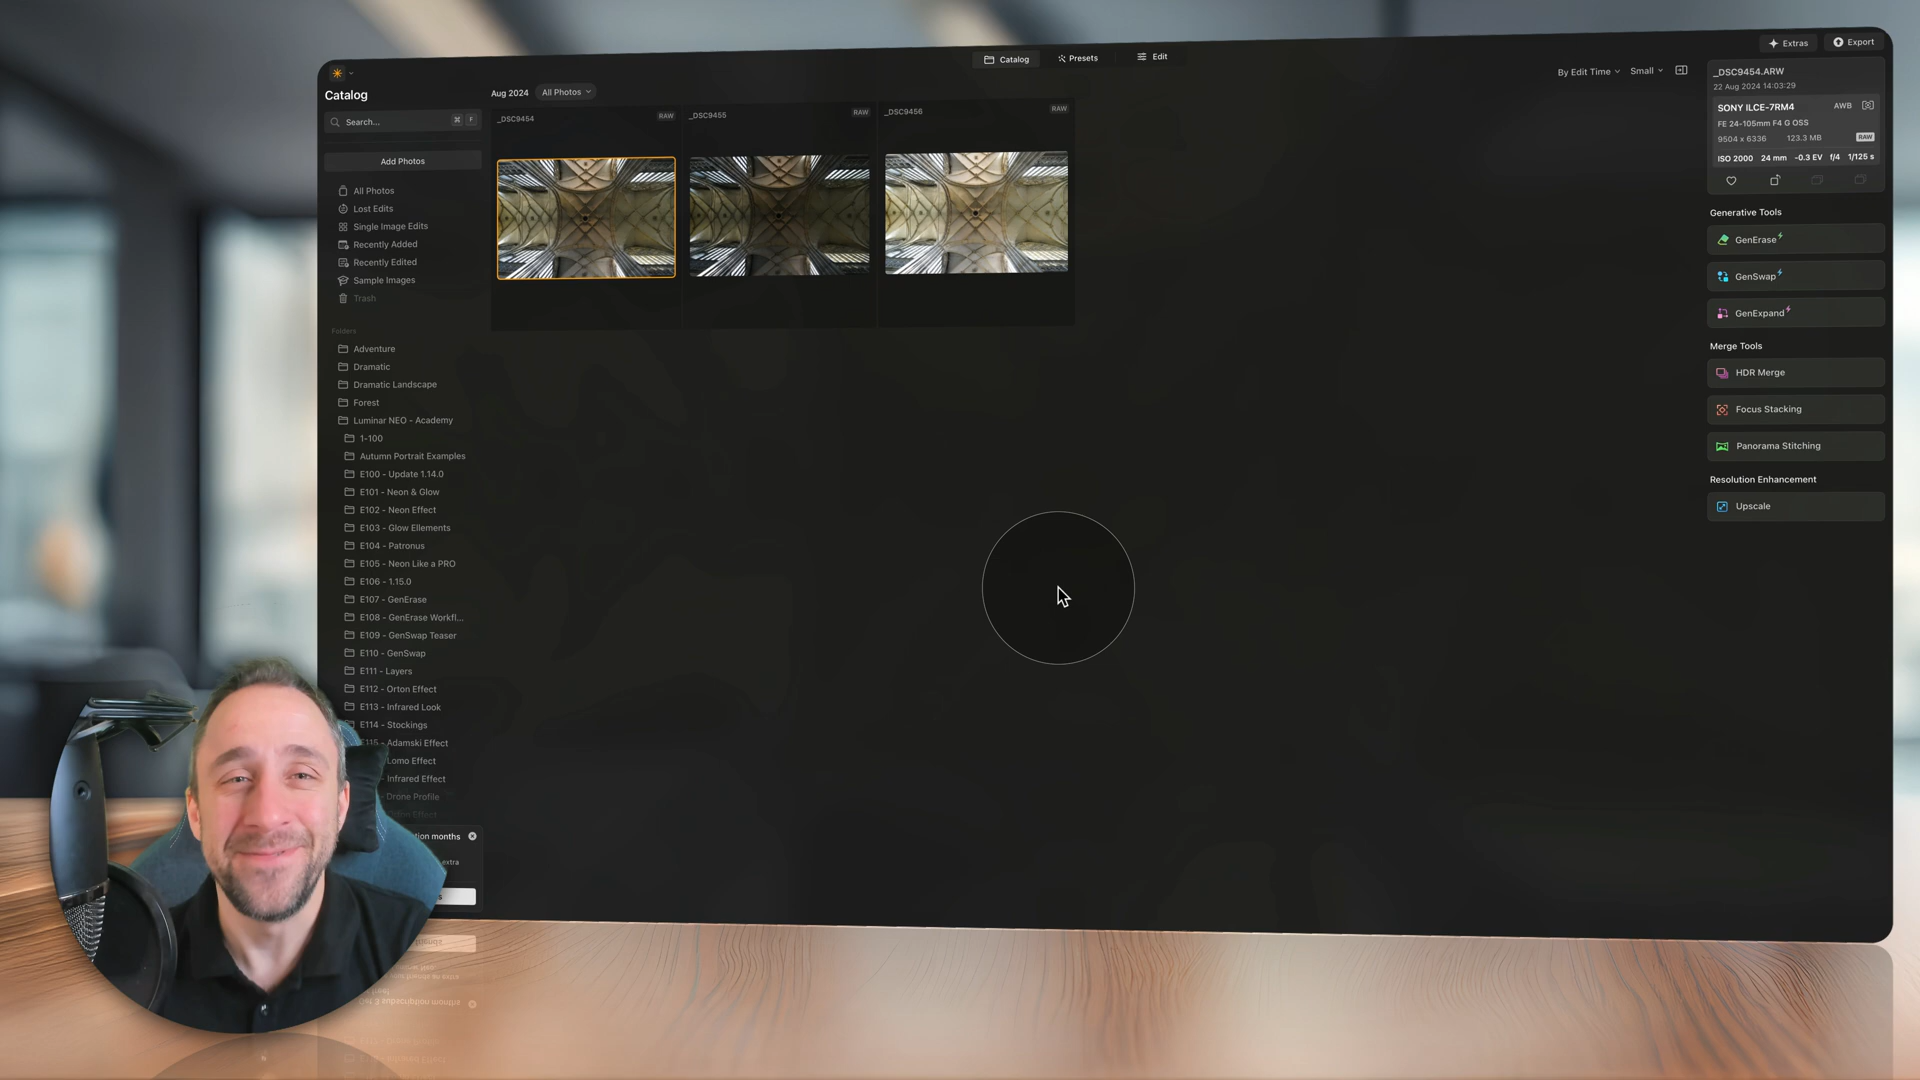 Catalog
Presets
Edit
Extras
Export
Catalog
Search...
⌘ F
Add Photos
All Photos
Lost Edits
Single Image Edits
Recently Added
Recently Edited
Sample Images
Trash
Folders
Adventure
Dramatic
Dramatic Landscape
Forest
Luminar NEO - Academy
1-100
Autumn Portrait Examples
E100 - Update 1.14.0
E101 - Neon & Glow
E102 - Neon Effect
E103 - Glow Ellements
E104 - Patronus
E105 - Neon Like a PRO
E106 - 1.15.0
E107 - GenErase
E108 - GenErase Workfl...
E109 - GenSwap Teaser
E110 - GenSwap
E111 - Layers
E112 - Orton Effect
E113 - Infrared Look
E114 - Stockings
E115 - Adamski Effect
Lomo Effect
- Infrared Effect
- Drone Profile
Effect
months
extra
Aug 2024
All Photos
By Edit Time
Small
_DSC9454
RAW
_DSC9455
RAW
_DSC9456
RAW
_DSC9454.ARW
22 Aug 2024 14:03:29
SONY ILCE-7RM4 AWB
FE 24-105mm F4 G OSS
9504 x 6336 123.3 MB RAW
ISO 2000 24 mm -0.3 EV f/4 1/125 s
Generative Tools
GenErase
GenSwap
GenExpand
Merge Tools
HDR Merge
Focus Stacking
Panorama Stitching
Resolution Enhancement
Upscale